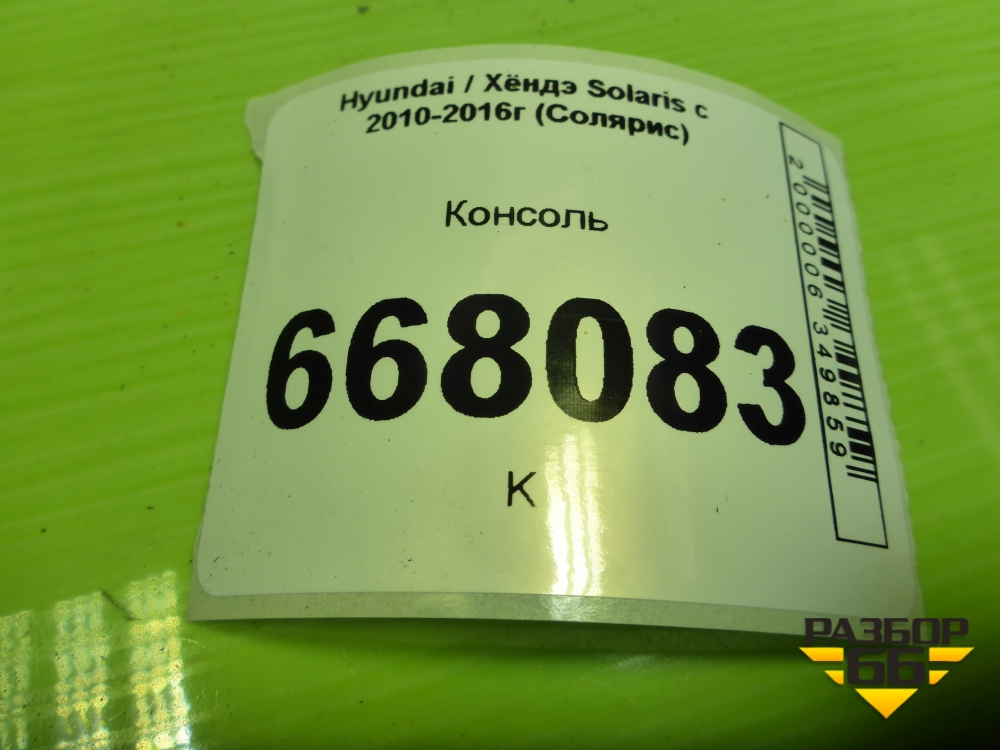 Hyundai / Хёндэ Solaris с
2010-2016г (Солярис)
Консоль
668083
К
2000006349859
РАЗБОР
66